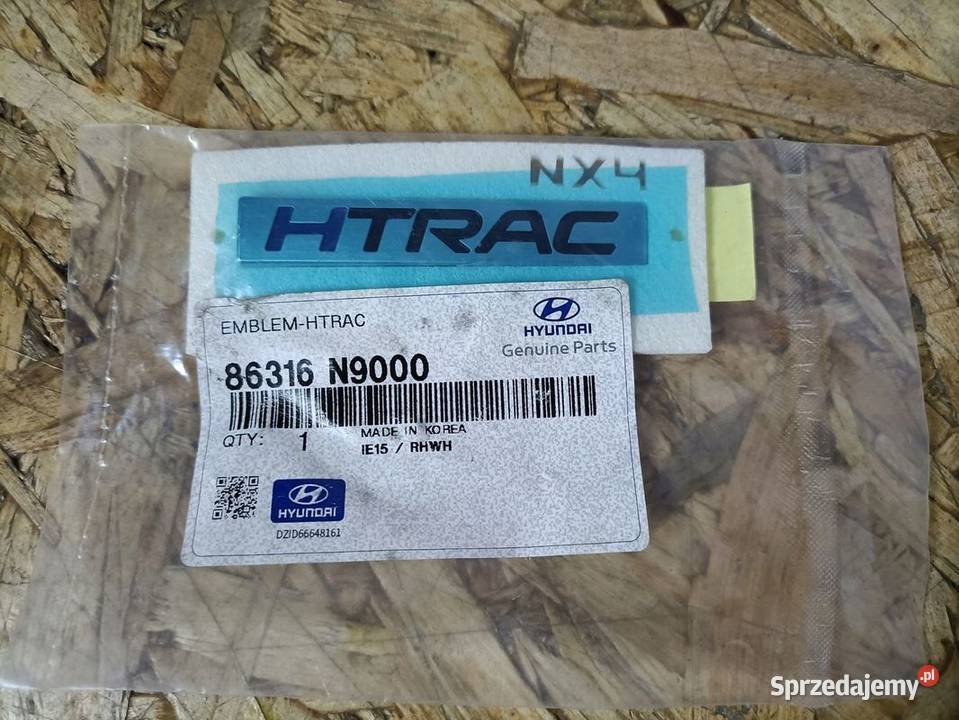 NX4
HTRAC
EMBLEM-HTRAC
HYUNDAI
Genuine Parts
86316 N9000
QTY: 1
MADE IN KOREA
IE15 / RHWH
HYUNDAI
DZID66648161
Sprzedajemy.pl